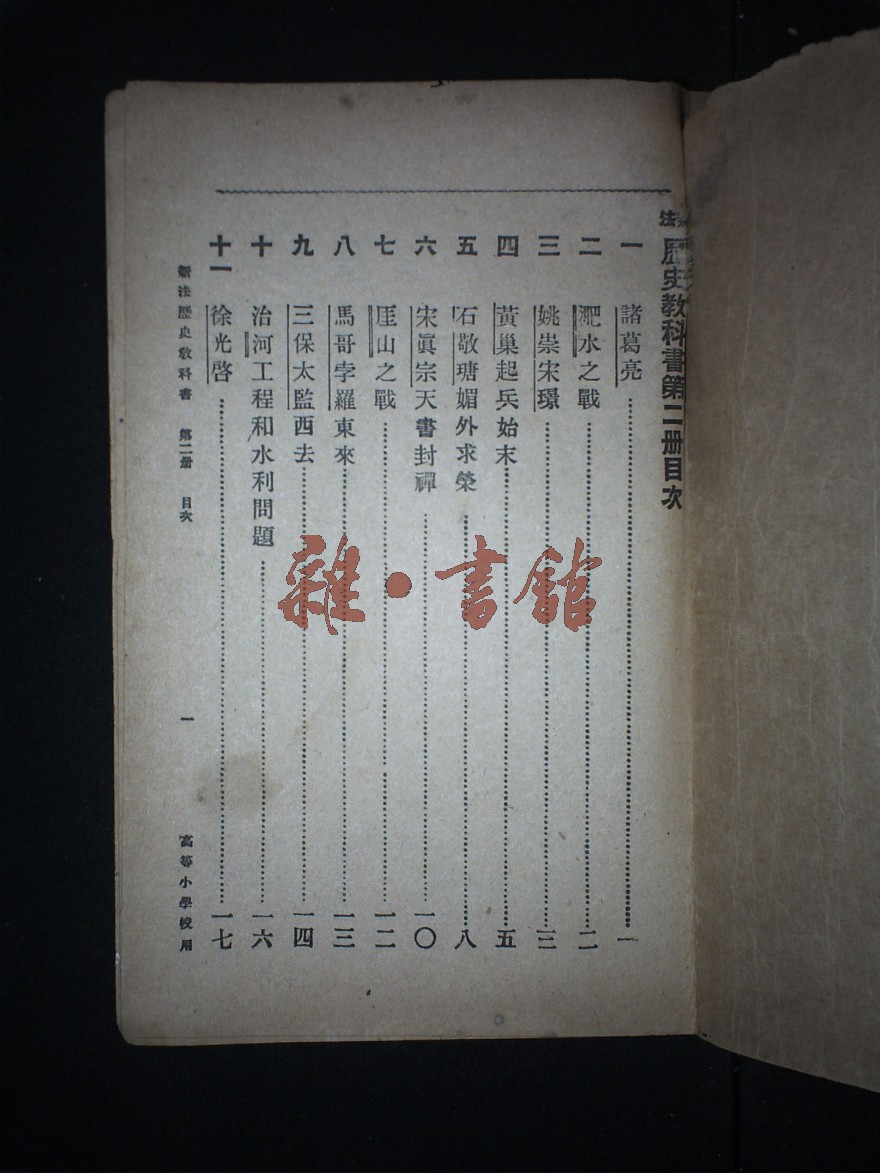 法歷史教科書第二册目次
一 諸葛亮……一
二 淝水之戰……二
三 姚崇宋璟……三
四 黃巢起兵始末……五
五 石敬瑭媚外求榮……八
六 宋眞宗天書封禪……一〇
七 厓山之戰……一二
八 馬哥孛羅東來……一三
九 三保太監西去……一四
十 治河工程和水利問題……一六
十一 徐光啓……一七
新法歷史敎科書 第二册 目次 一 高等小學校用
雜·書館